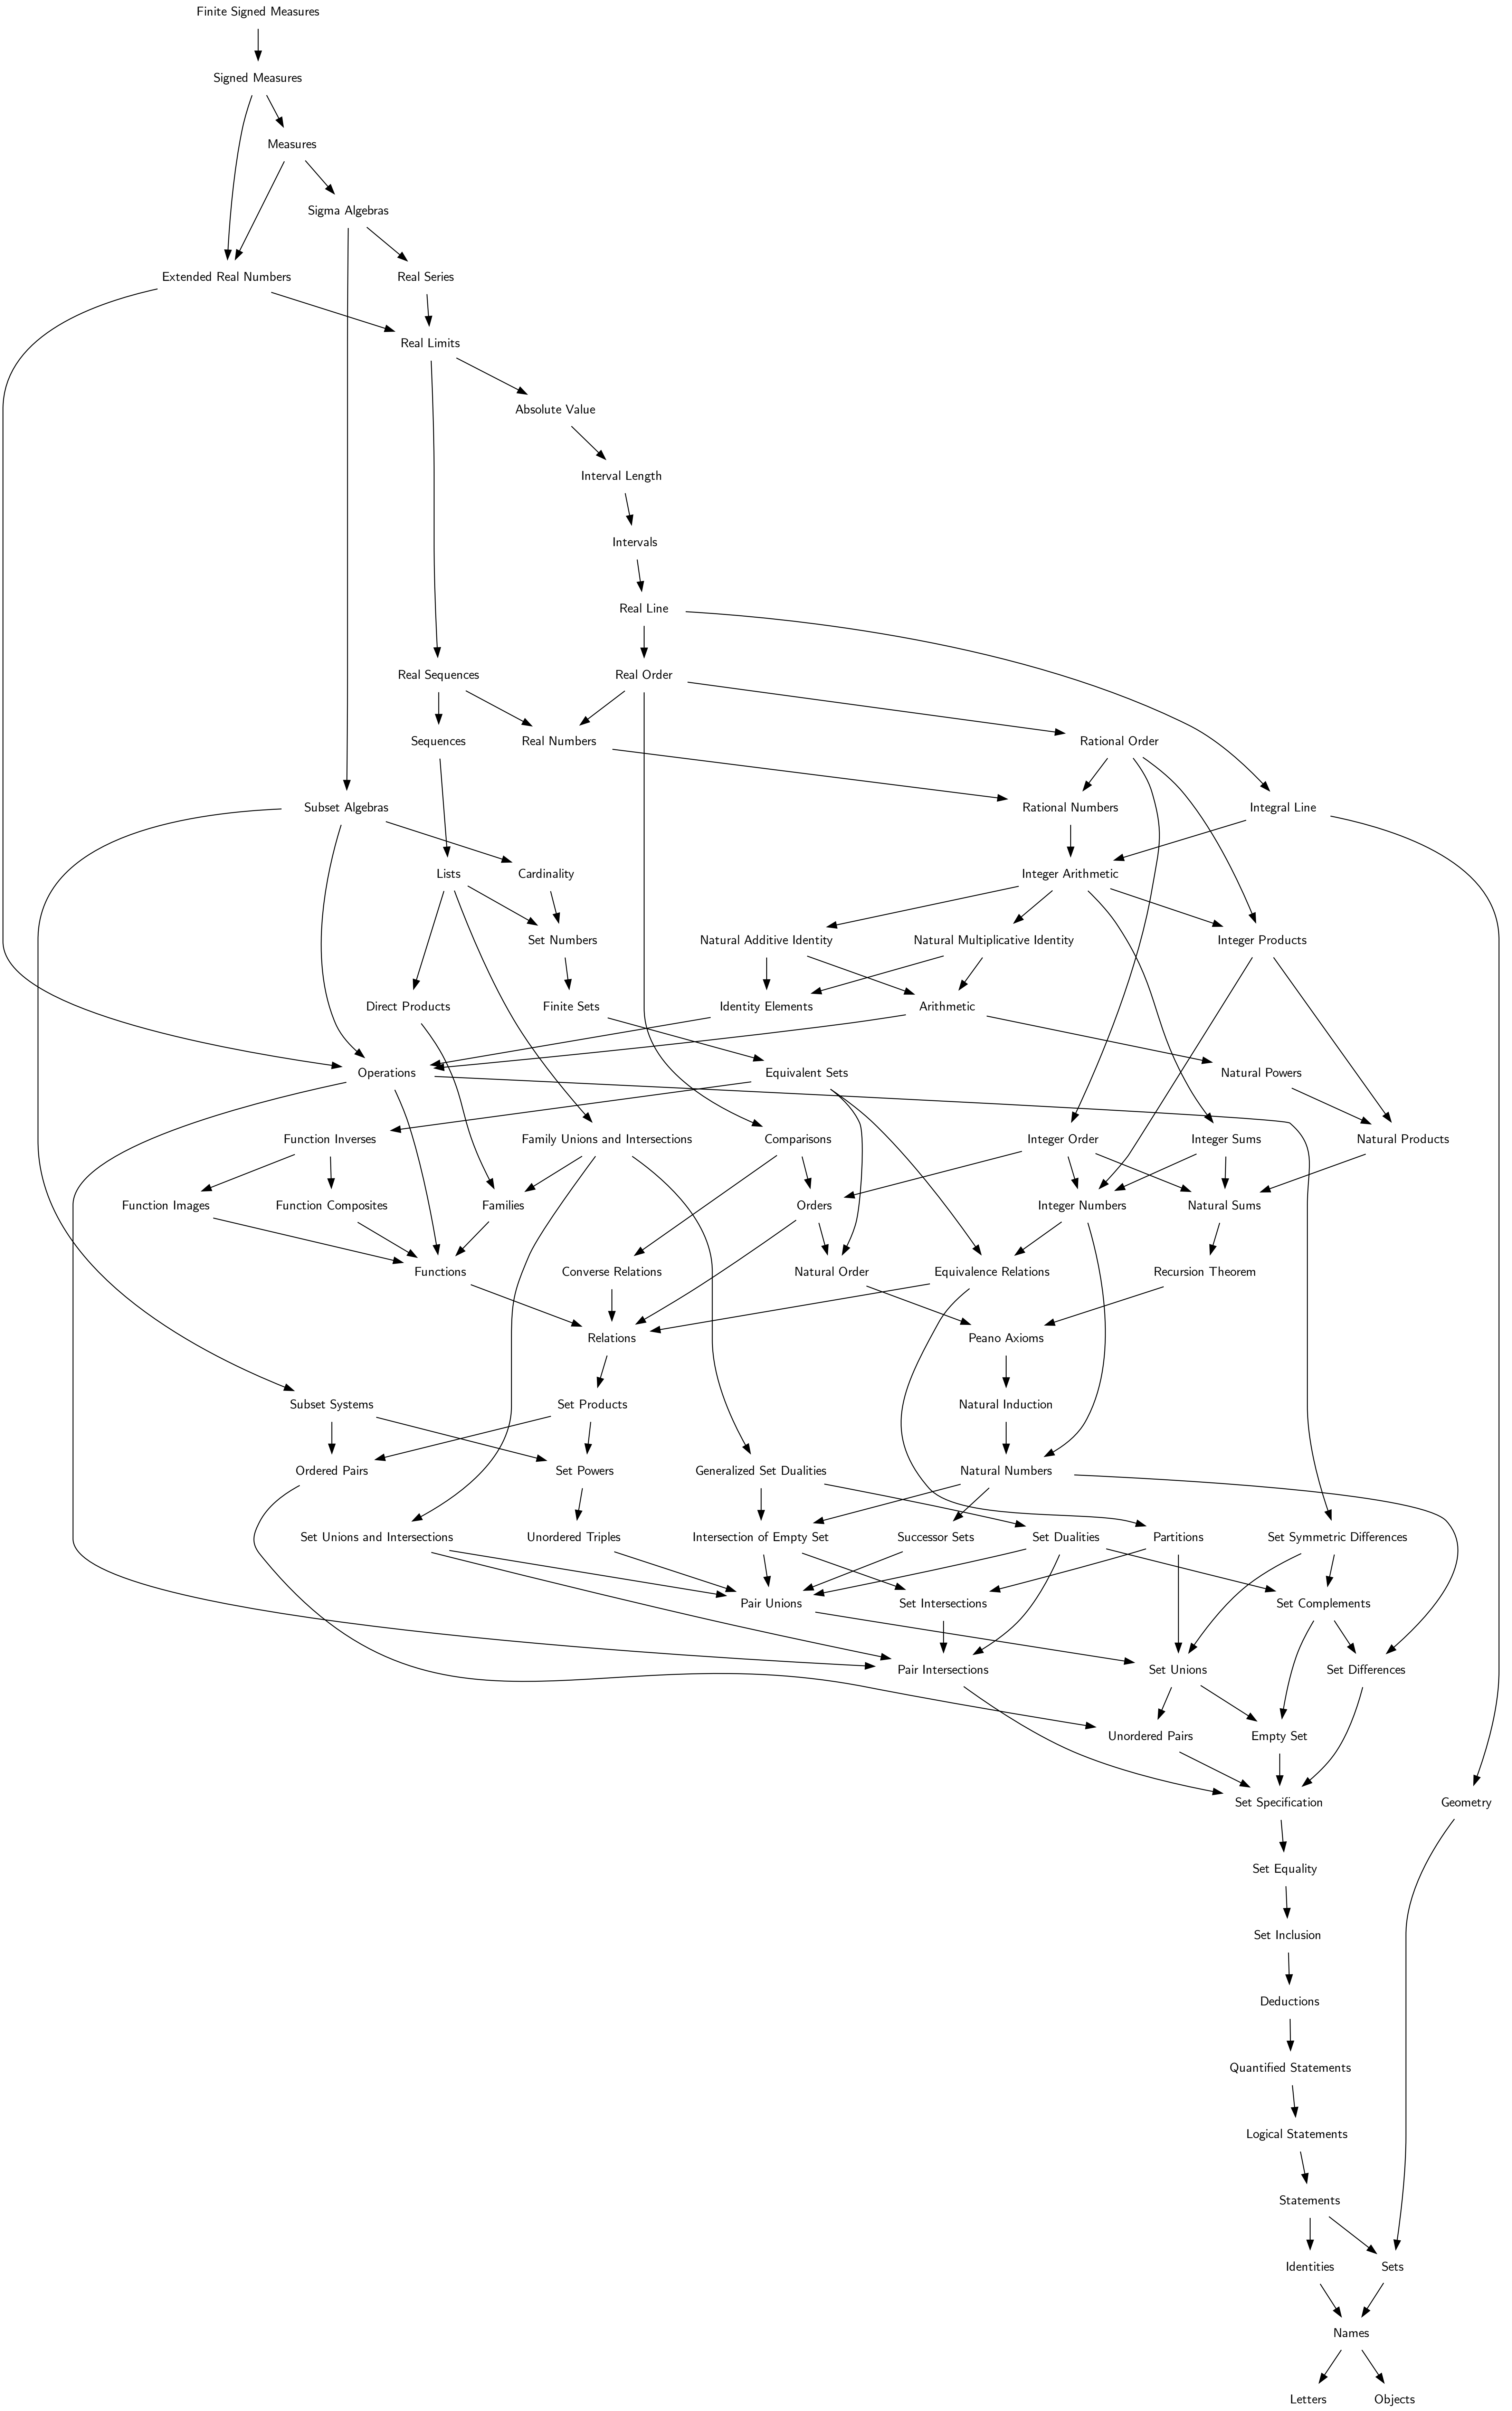 Finite Signed Measures
Signed Measures
Measures
Sigma Algebras
Extended Real Numbers
Real Series
Real Limits
Absolute Value
Interval Length
Intervals
Real Line
Real Sequences
Real Order
Sequences
Real Numbers
Rational Order
Subset Algebras
Rational Numbers
Integral Line
Lists
Cardinality
Integer Arithmetic
Set Numbers
Natural Additive Identity
Natural Multiplicative Identity
Integer Products
Direct Products
Finite Sets
Identity Elements
Arithmetic
Operations
Equivalent Sets
Natural Powers
Function Inverses
Family Unions and Intersections
Comparisons
Integer Order
Integer Sums
Natural Products
Function Images
Function Composites
Families
Orders
Integer Numbers
Natural Sums
Functions
Converse Relations
Natural Order
Equivalence Relations
Recursion Theorem
Relations
Peano Axioms
Subset Systems
Set Products
Natural Induction
Ordered Pairs
Set Powers
Generalized Set Dualities
Natural Numbers
Set Unions and Intersections
Unordered Triples
Intersection of Empty Set
Successor Sets
Set Dualities
Partitions
Set Symmetric Differences
Pair Unions
Set Intersections
Set Complements
Pair Intersections
Set Unions
Set Differences
Unordered Pairs
Empty Set
Set Specification
Geometry
Set Equality
Set Inclusion
Deductions
Quantified Statements
Logical Statements
Statements
Identities
Sets
Names
Letters
Objects